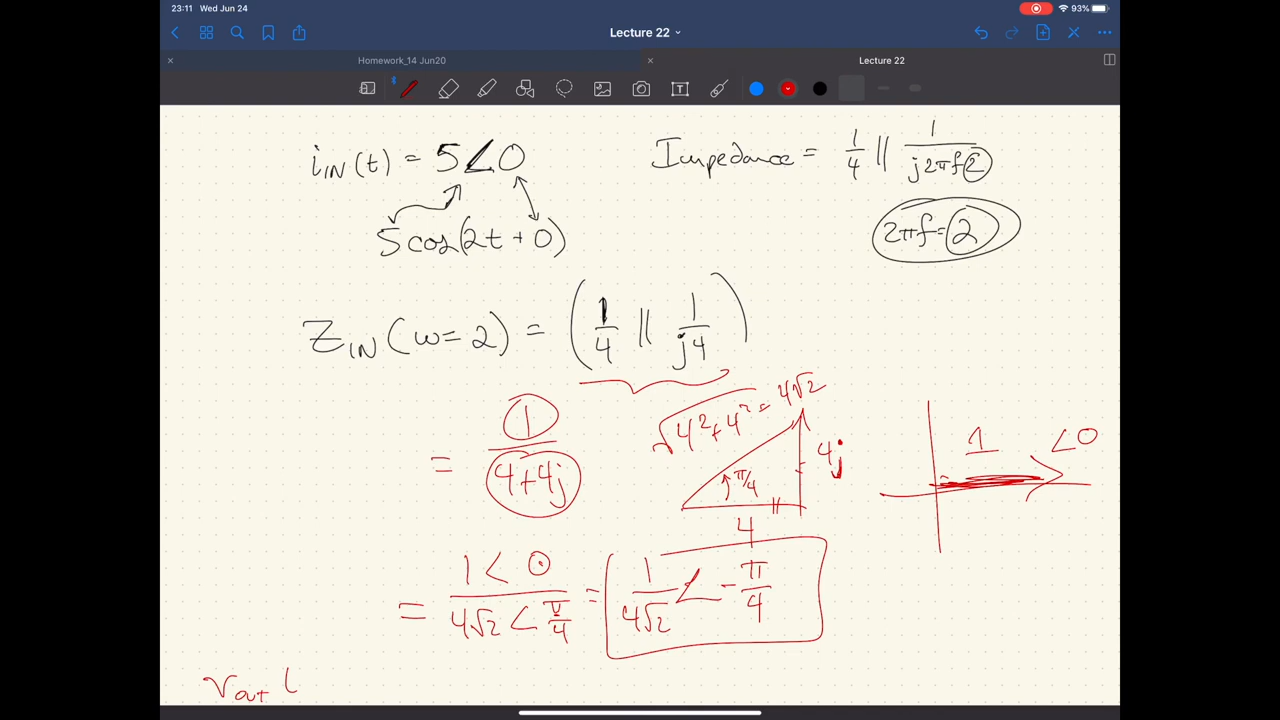 23:11 Wed Jun 24
93%
Lecture 22
Homework_14 Jun20
Lecture 22
T
i_IN(t) = 5∠0
Impedance = 1/4 || 1/(j2πf2)
5cos(2t + 0)
2πf = 2
Z_IN(w=2) = (1/4 || 1/j4)
= 1/(4+4j)
√(4²+4²) = 4√2
4j
π/4
4
1 ∠0
= (1∠0)/(4√2∠π/4) = 1/(4√2) ∠ -π/4
V_out (